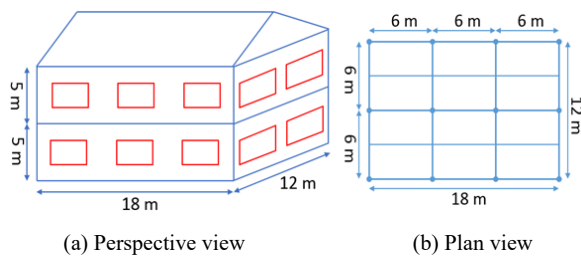 6 m 6 m 6 m
5 m
5 m
6 m
6 m
12 m
18 m
12 m
18 m
(a) Perspective view
(b) Plan view